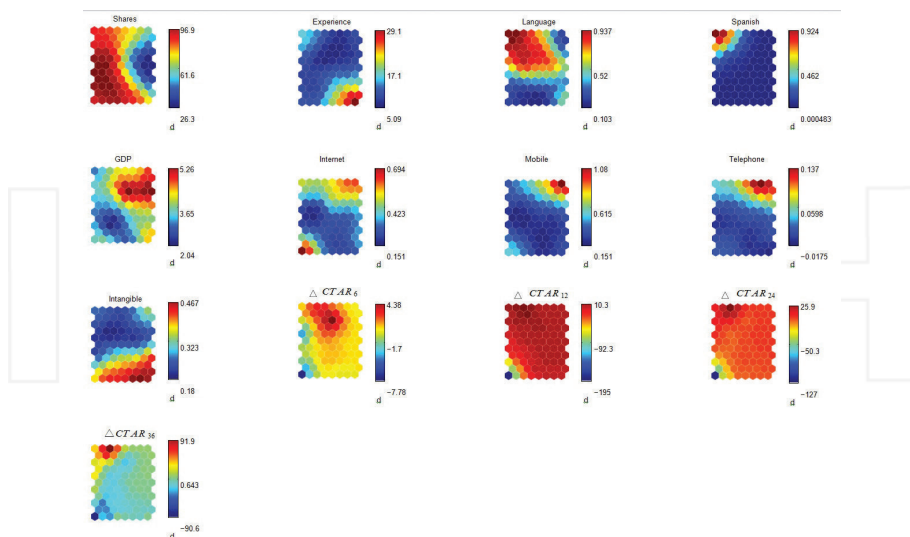 Shares
96.9
61.6
26.3
d
Experience
29.1
17.1
5.09
d
Language
0.937
0.52
0.103
d
Spanish
0.924
0.462
0.000483
d
GDP
5.26
3.65
2.04
d
Internet
0.694
0.423
0.151
d
Mobile
1.08
0.615
0.151
d
Telephone
0.137
0.0598
−0.0175
d
Intangible
0.467
0.323
0.18
d
△ CTAR 6
4.38
−1.7
−7.78
d
△ CTAR 12
10.3
−92.3
−195
d
△ CTAR 24
25.9
−50.3
−127
d
△ CTAR 36
91.9
0.643
−90.6
d